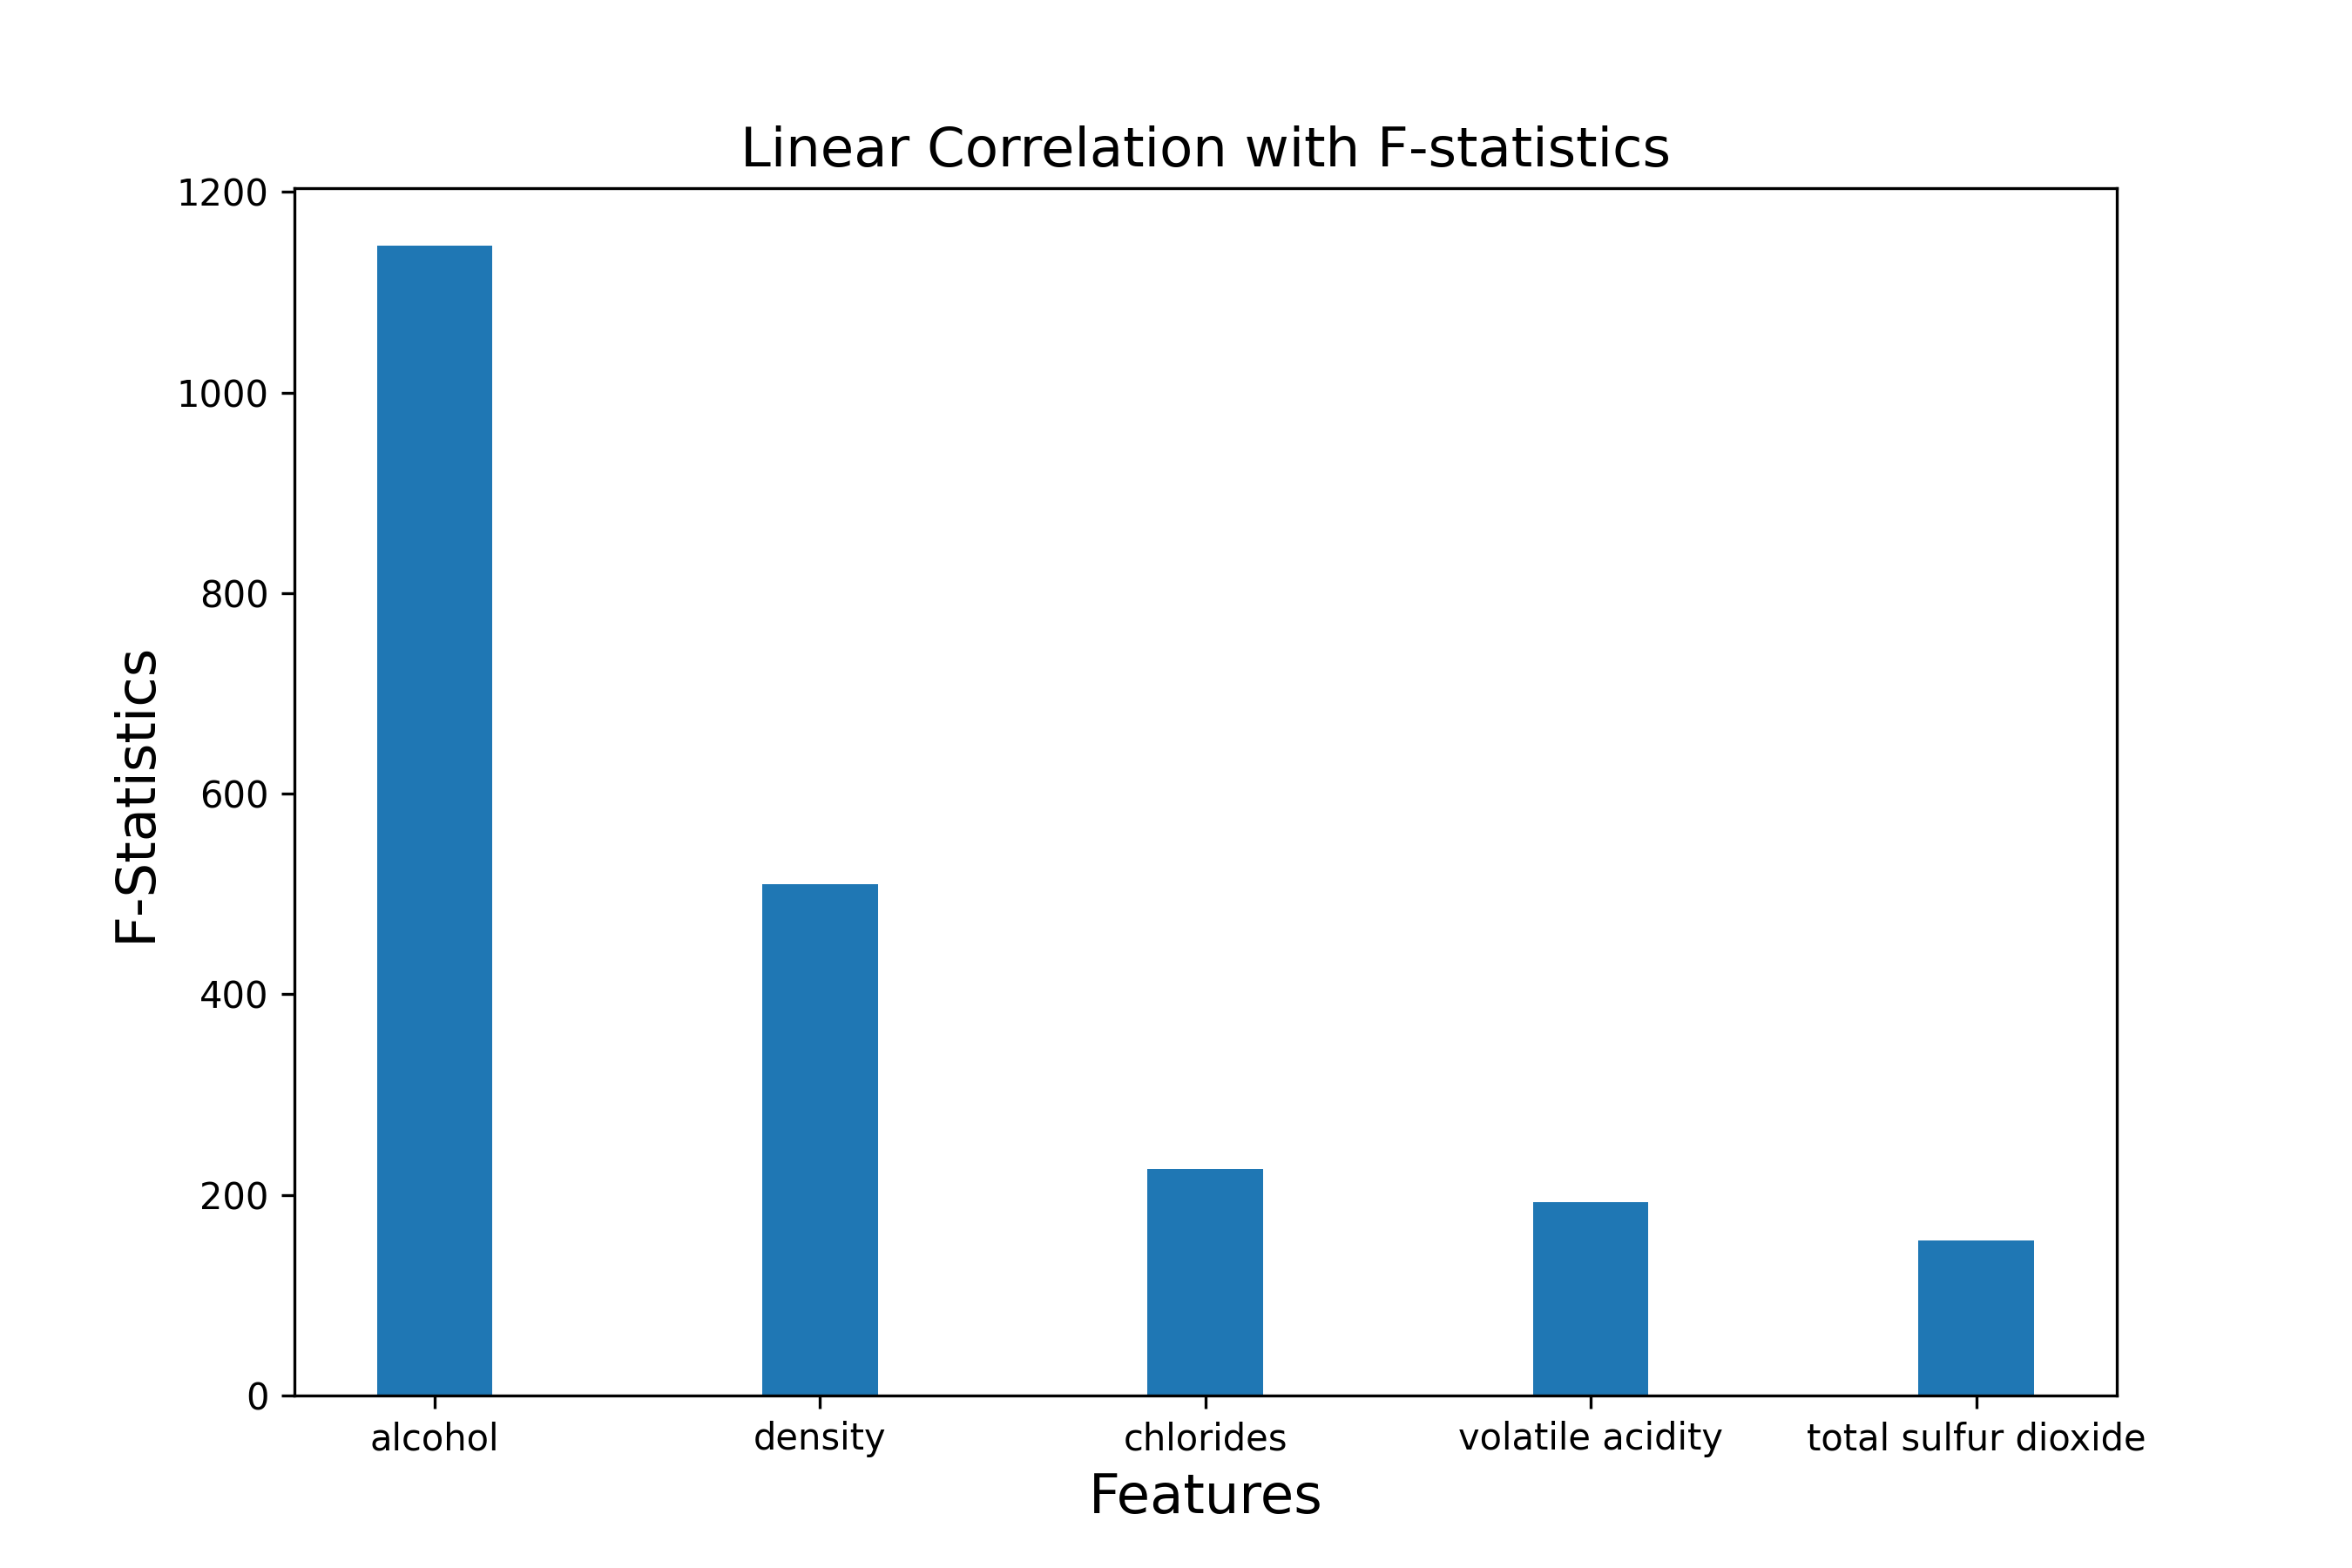 Linear Correlation with F-statistics
1200
1000
800
600
400
200
0
F-Statistics
alcohol
density
chlorides
volatile acidity
total sulfur dioxide
Features